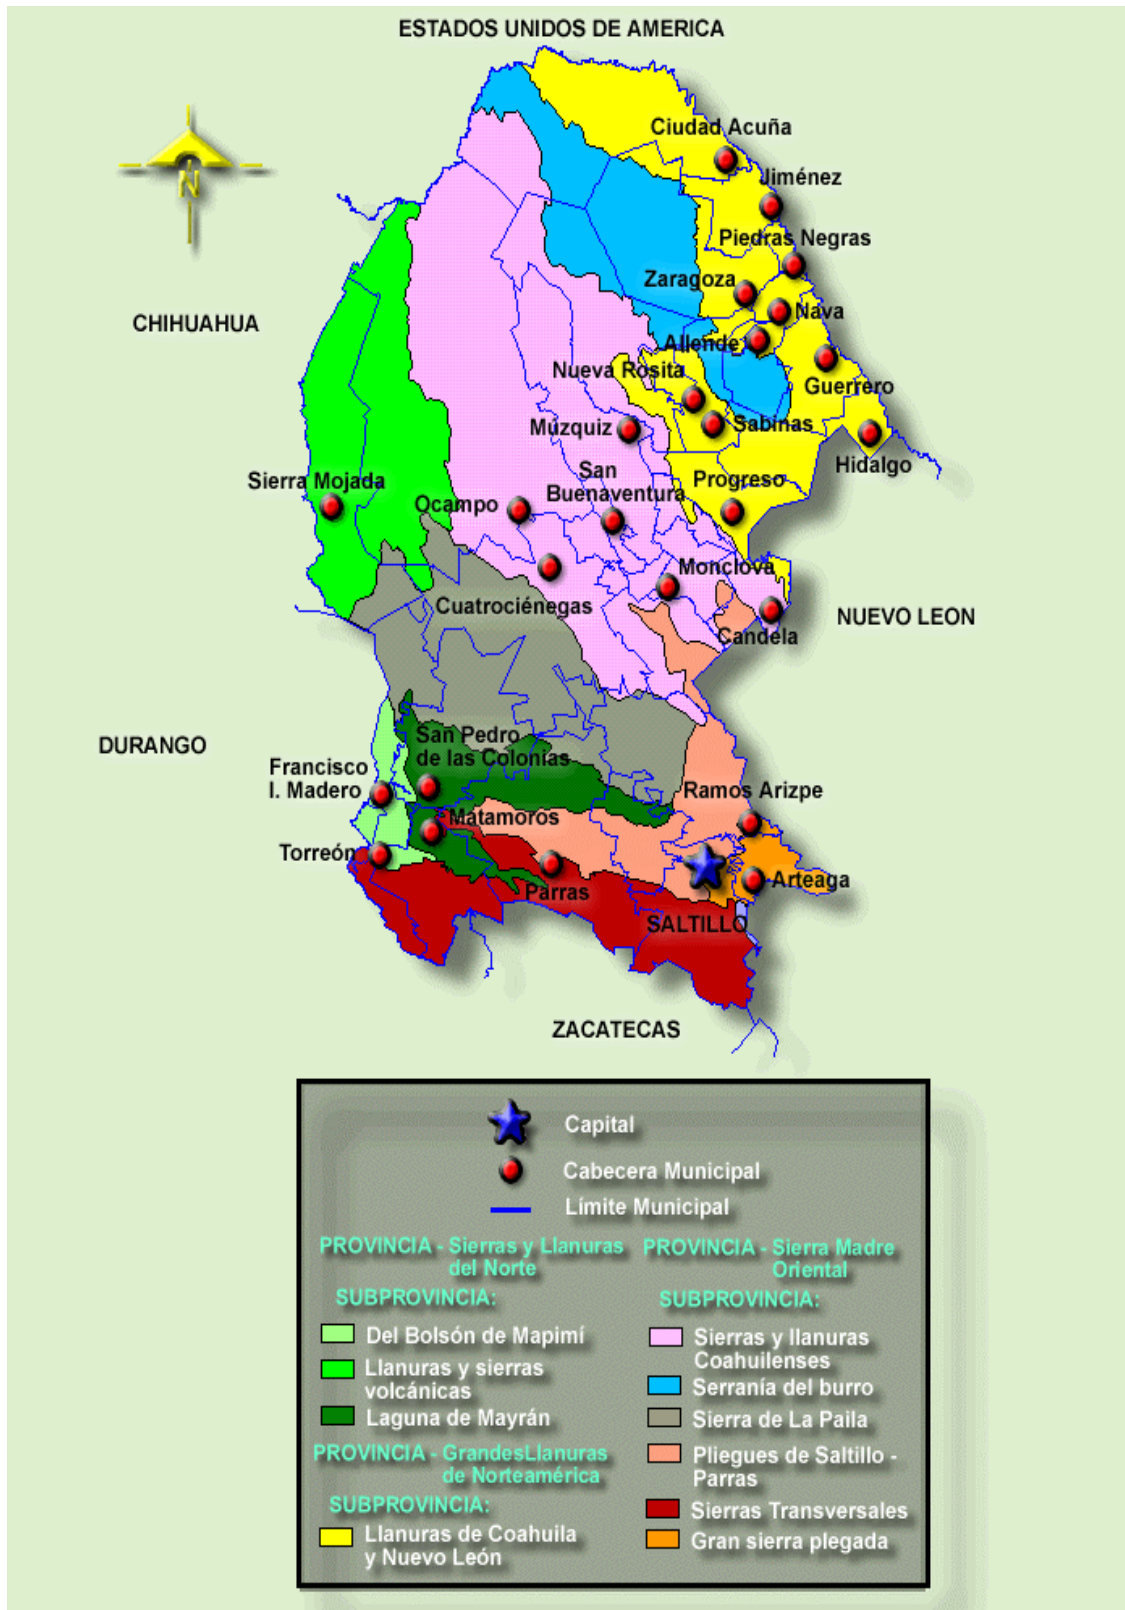 ESTADOS UNIDOS DE AMERICA
Ciudad Acuña
Jiménez
N
Piedras Negras
Zaragoza
Nava
CHIHUAHUA
Allende
Nueva Rosita
Guerrero
Múzquiz
Sabinas
Hidalgo
San
Buenaventura
Sierra Mojada
Progreso
Ocampo
Monclova
Cuatrociénegas
NUEVO LEON
Candela
DURANGO
San Pedro
de las Colonias
Francisco
I. Madero
Ramos Arizpe
Matamoros
Torreón
Arteaga
Parras
SALTILLO
ZACATECAS
Capital
Cabecera Municipal
Límite Municipal
PROVINCIA - Sierras y Llanuras
del Norte
SUBPROVINCIA:
Del Bolsón de Mapimí
Llanuras y sierras
volcánicas
Laguna de Mayrán
PROVINCIA - GrandesLlanuras
de Norteamérica
SUBPROVINCIA:
Llanuras de Coahuila
y Nuevo León
PROVINCIA - Sierra Madre
Oriental
SUBPROVINCIA:
Sierras y llanuras
Coahuilenses
Serranía del burro
Sierra de La Paila
Pliegues de Saltillo -
Parras
Sierras Transversales
Gran sierra plegada